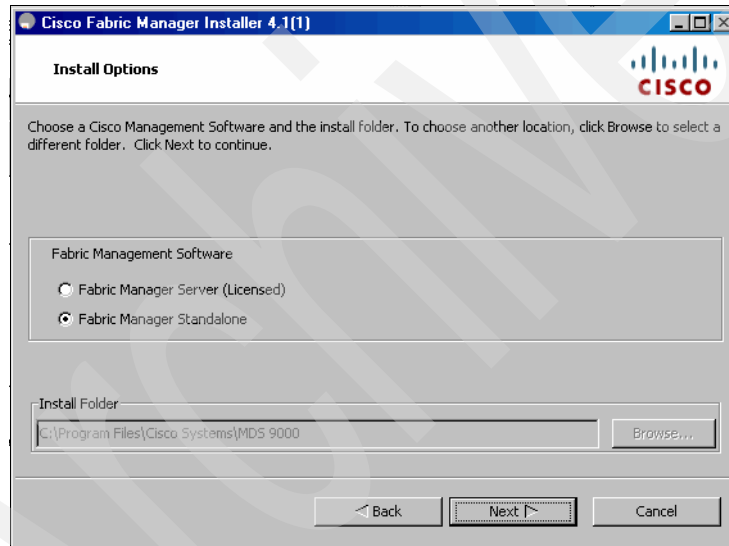 Cisco Fabric Manager Installer 4.1(1)
Install Options
CISCO
Choose a Cisco Management Software and the install folder. To choose another location, click Browse to select a
different folder. Click Next to continue.
Fabric Management Software
Fabric Manager Server (Licensed)
Fabric Manager Standalone
Install Folder
C:\Program Files\Cisco Systems\MDS 9000
Browse...
Back
Next
Cancel